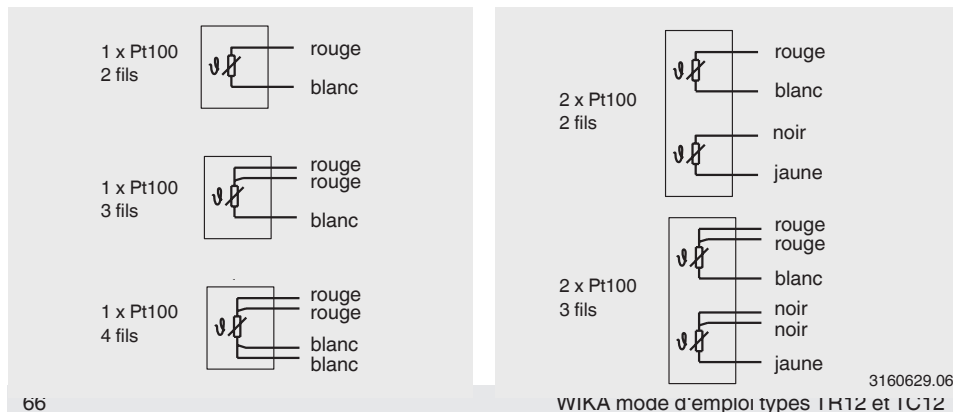 1 x Pt100
2 fils
rouge
blanc
1 x Pt100
3 fils
rouge
rouge
blanc
1 x Pt100
4 fils
rouge
rouge
blanc
blanc
2 x Pt100
2 fils
rouge
blanc
noir
jaune
2 x Pt100
3 fils
rouge
rouge
blanc
noir
noir
jaune
3160629.06
66
WIKA mode d'emploi types TR12 et TC12